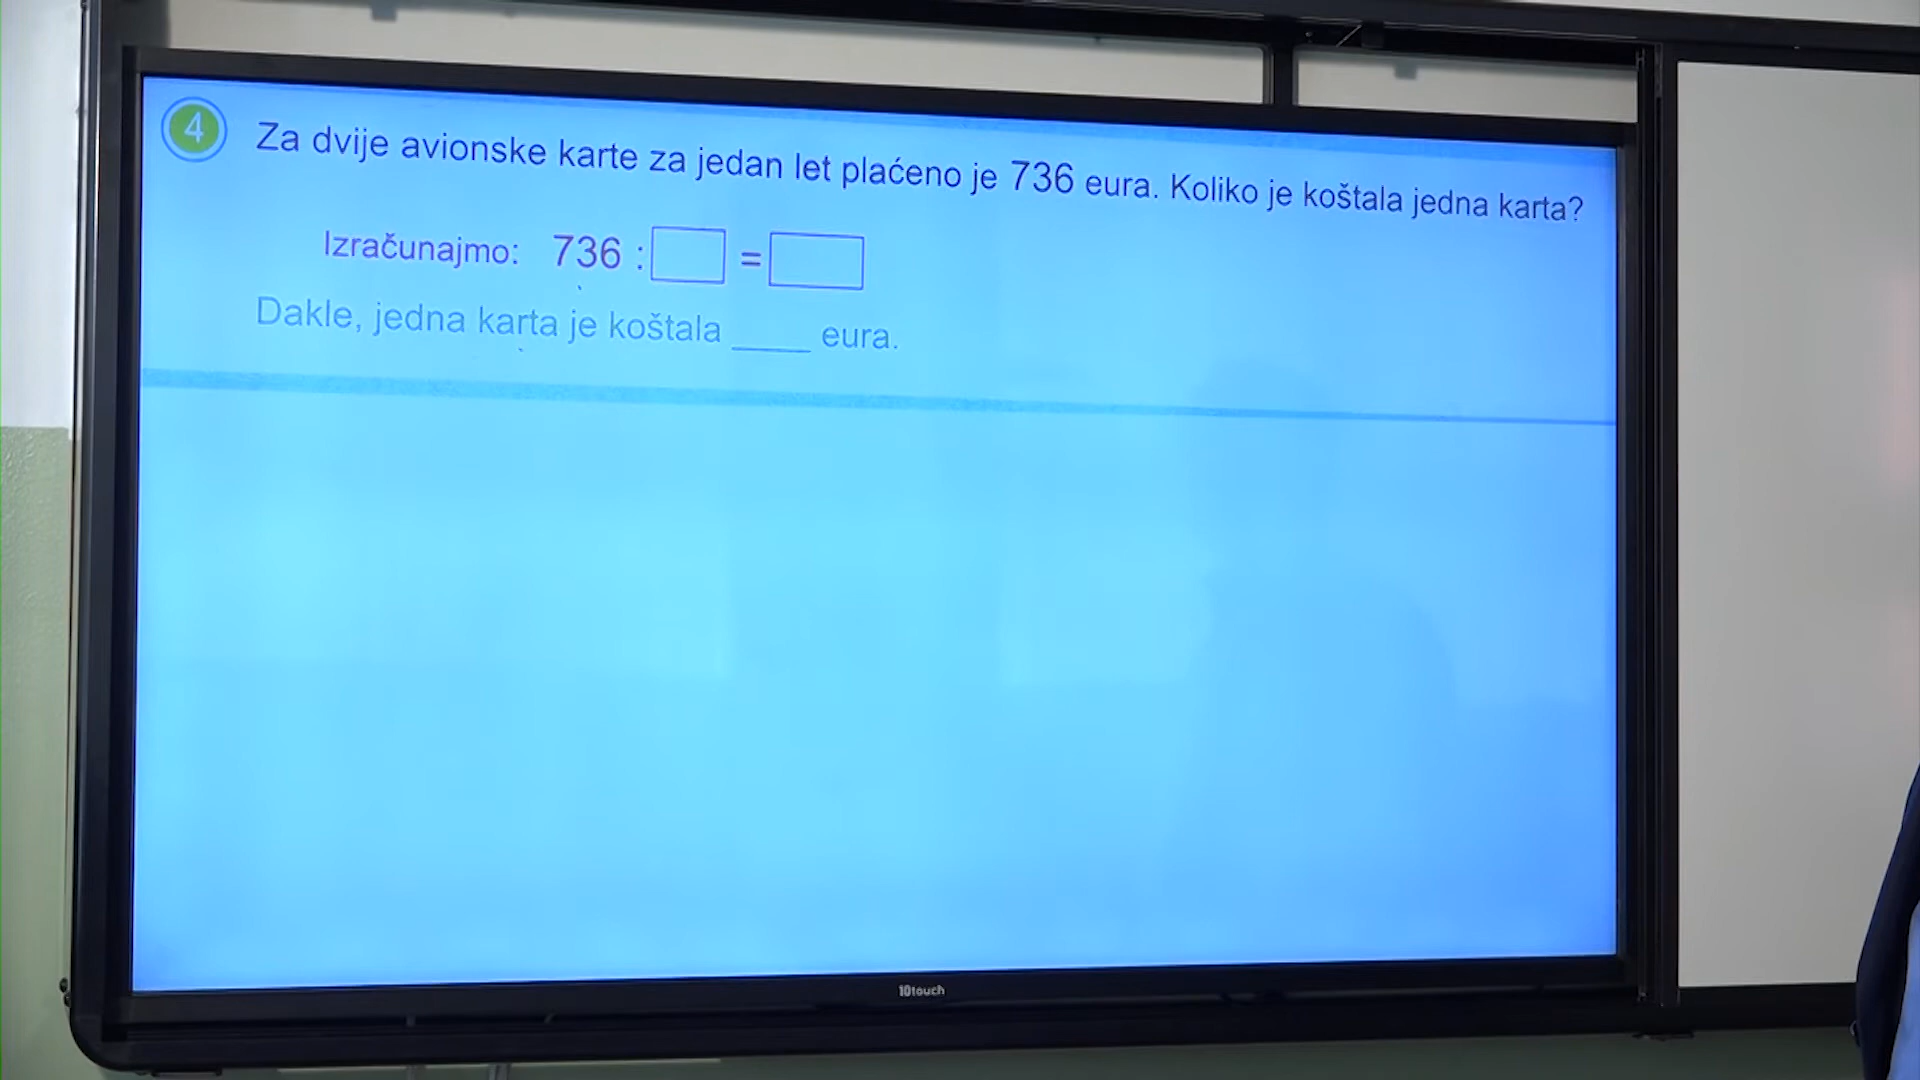 4 Za dvije avionske karte za jedan let plaćeno je 736 eura. Koliko je koštala jedna karta?
Izračunajmo: 736 : =
Dakle, jedna karta je koštala ____ eura.
10touch